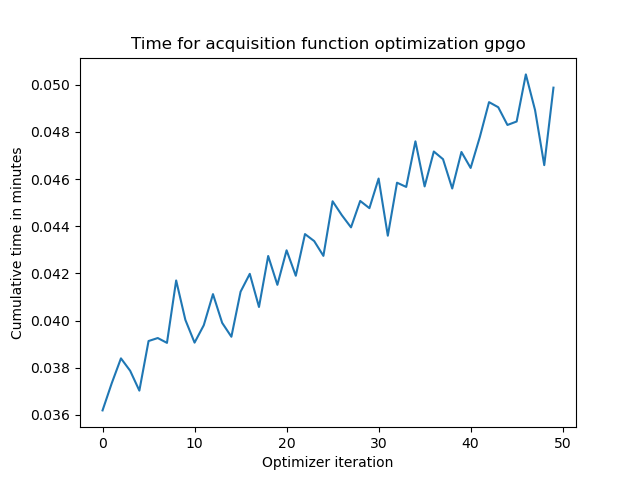 Time for acquisition function optimization gpgo
0.050
0.048
0.046
0.044
0.042
0.040
0.038
0.036
Cumulative time in minutes
0 10 20 30 40 50
Optimizer iteration